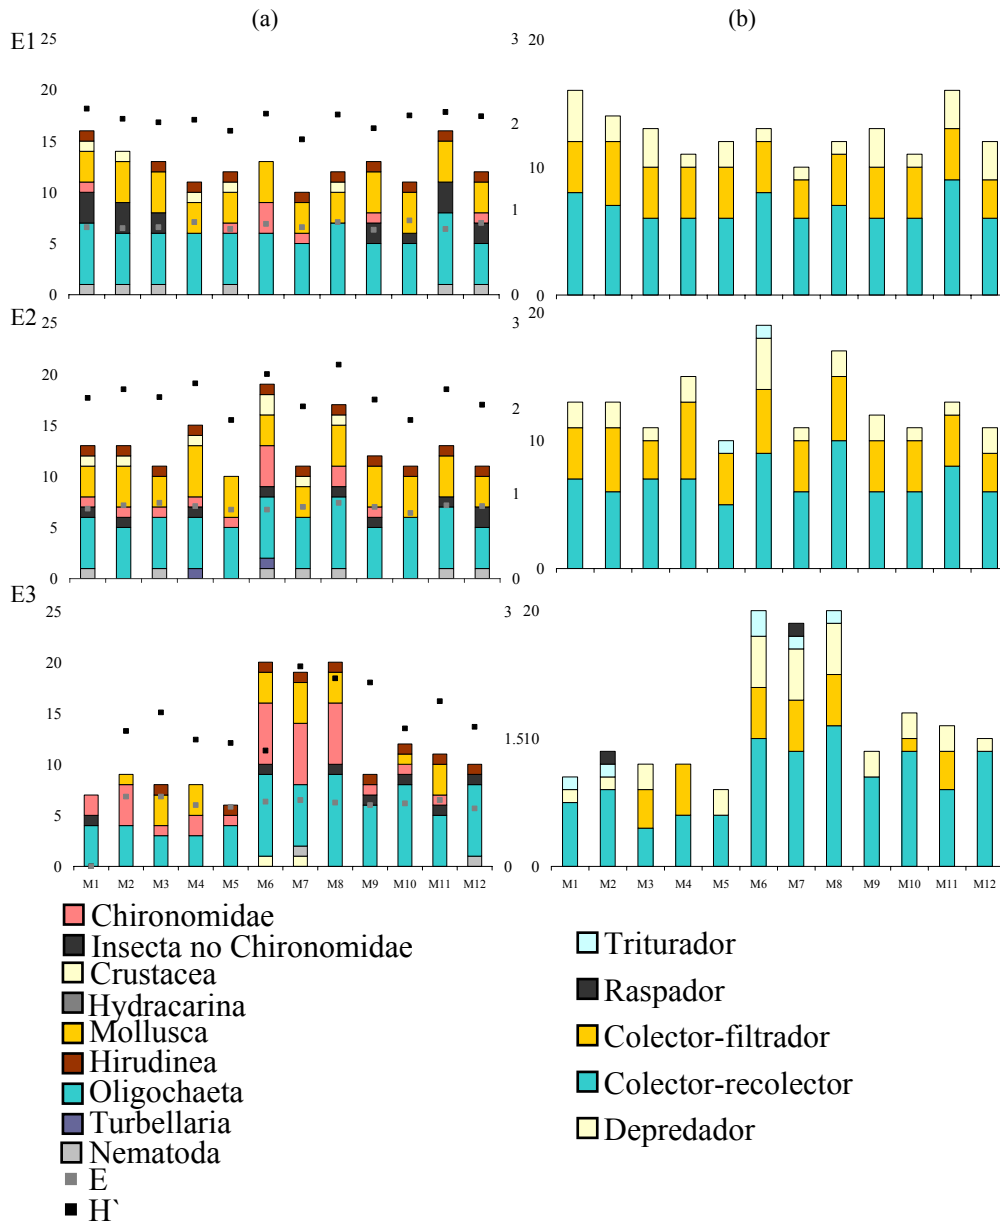 (a) (b)
E1
25
20
15
10
5
0
3
2
1
0
20
10
0
E2
25
20
15
10
5
0
3
2
1
0
20
10
0
E3
25
20
15
10
5
0
3
1.5
0
20
10
0
M1 M2 M3 M4 M5 M6 M7 M8 M9 M10 M11 M12
M1 M2 M3 M4 M5 M6 M7 M8 M9 M10 M11 M12
Chironomidae
Insecta no Chironomidae
Crustacea
Hydracarina
Mollusca
Hirudinea
Oligochaeta
Turbellaria
Nematoda
E
H`
Triturador
Raspador
Colector-filtrador
Colector-recolector
Depredador